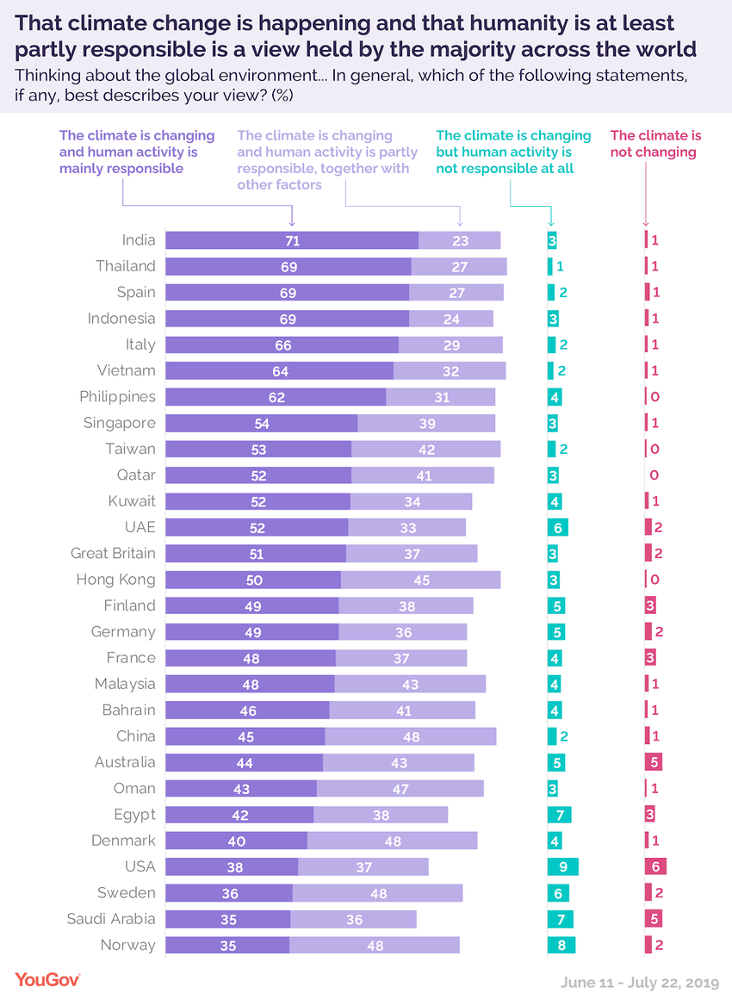 That climate change is happening and that humanity is at least
partly responsible is a view held by the majority across the world
Thinking about the global environment... In general, which of the following statements,
if any, best describes your view? (%)
The climate is changing
and human activity is
mainly responsible
The climate is changing
and human activity is partly
responsible, together with
other factors
The climate is changing
but human activity is
not responsible at all
The climate is
not changing
India 71 23 3 1
Thailand 69 27 1 1
Spain 69 27 2 1
Indonesia 69 24 3 1
Italy 66 29 2 1
Vietnam 64 32 2 1
Philippines 62 31 4 0
Singapore 54 39 3 1
Taiwan 53 42 2 0
Qatar 52 41 3 0
Kuwait 52 34 4 1
UAE 52 33 6 2
Great Britain 51 37 3 2
Hong Kong 50 45 3 0
Finland 49 38 5 3
Germany 49 36 5 2
France 48 37 4 3
Malaysia 48 43 4 1
Bahrain 46 41 4 1
China 45 48 2 1
Australia 44 43 5 5
Oman 43 47 3 1
Egypt 42 38 7 3
Denmark 40 48 4 1
USA 38 37 9 6
Sweden 36 48 6 2
Saudi Arabia 35 36 7 5
Norway 35 48 8 2
YouGov
June 11 - July 22, 2019